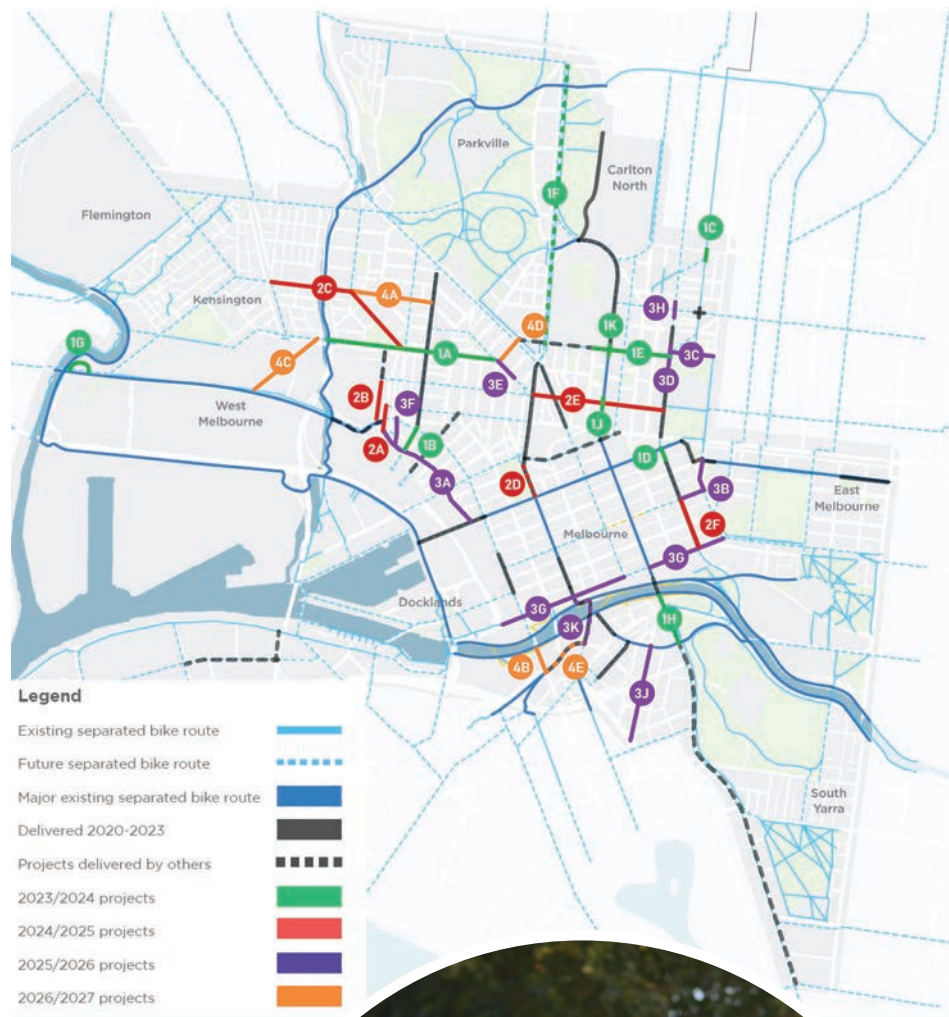 Parkville
Carlton
North
1F
1C
Flemington
2C
4A
3H
Kensington
4D
1K
1G
1A
1E
3C
4C
3E
3D
2B
3F
2E
West
Melbourne
1J
2A
1B
1D
3A
2D
3B
East
Melbourne
Melbourne
2F
3G
Docklands
3G
3K
1H
4B
4E
3J
South
Yarra
Legend
Existing separated bike route
Future separated bike route
Major existing separated bike route
Delivered 2020-2023
Projects delivered by others
2023/2024 projects
2024/2025 projects
2025/2026 projects
2026/2027 projects